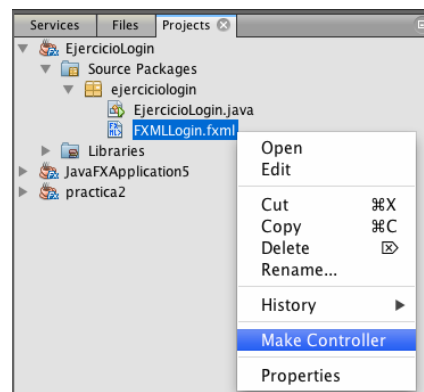 Services Files Projects
EjercicioLogin
Source Packages
ejerciciologin
EjercicioLogin.java
FXMLLogin.fxml
Libraries
JavaFXApplication5
practica2
Open
Edit
Cut ⌘X
Copy ⌘C
Delete ⌦
Rename...
History ▶
Make Controller
Properties